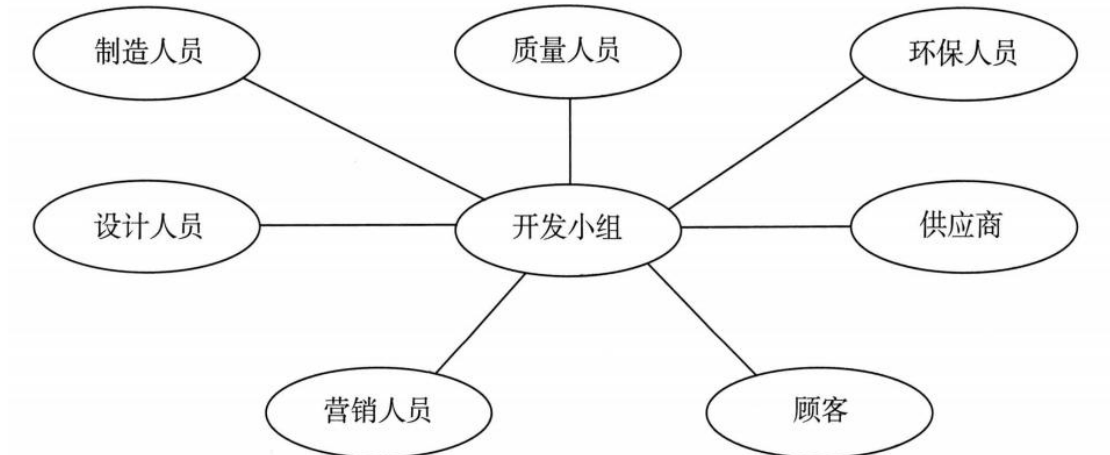 制造人员
质量人员
环保人员
设计人员
开发小组
供应商
营销人员
顾客